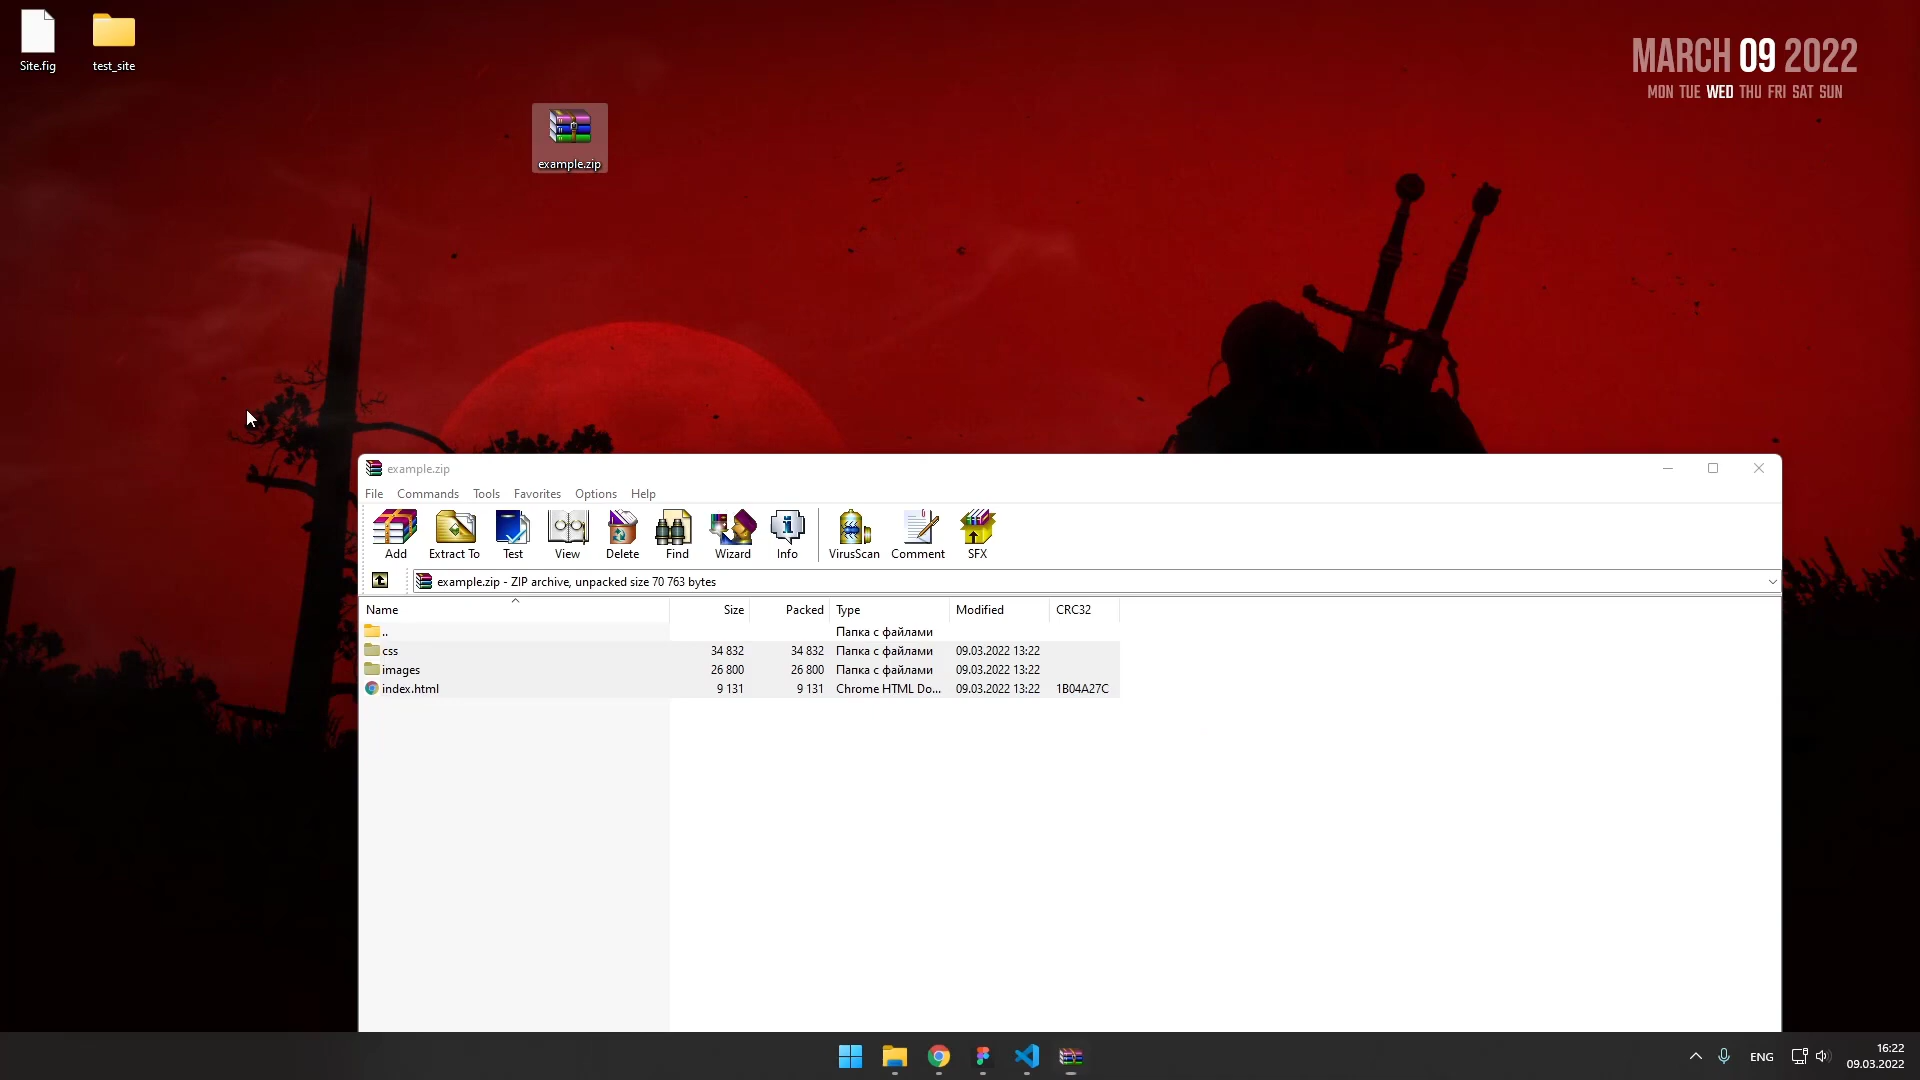 Site.fig
test_site
MARCH 09 2022
MON TUE WED THU FRI SAT SUN
example.zip
example.zip
File Commands Tools Favorites Options Help
Add Extract To Test View Delete Find Wizard Info VirusScan Comment SFX
example.zip - ZIP archive, unpacked size 70 763 bytes
Name Size Packed Type Modified CRC32
.. Папка с файлами
css 34 832 34 832 Папка с файлами 09.03.2022 13:22
images 26 800 26 800 Папка с файлами 09.03.2022 13:22
index.html 9 131 9 131 Chrome HTML Do... 09.03.2022 13:22 1B04A27C
ENG
16:22
09.03.2022